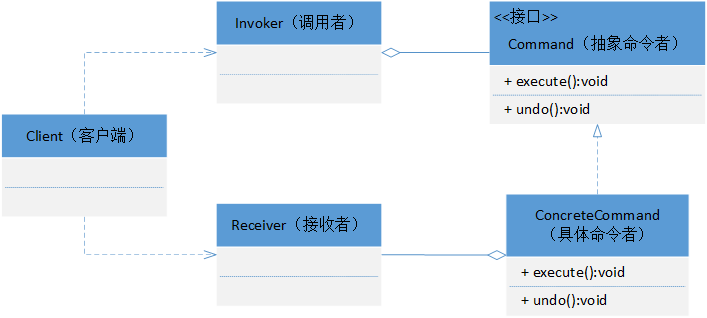 Invoker（调用者）
<<接口>>
Command（抽象命令者）
+ execute():void
+ undo():void
Client（客户端）
Receiver（接收者）
ConcreteCommand
（具体命令者）
+ execute():void
+ undo():void